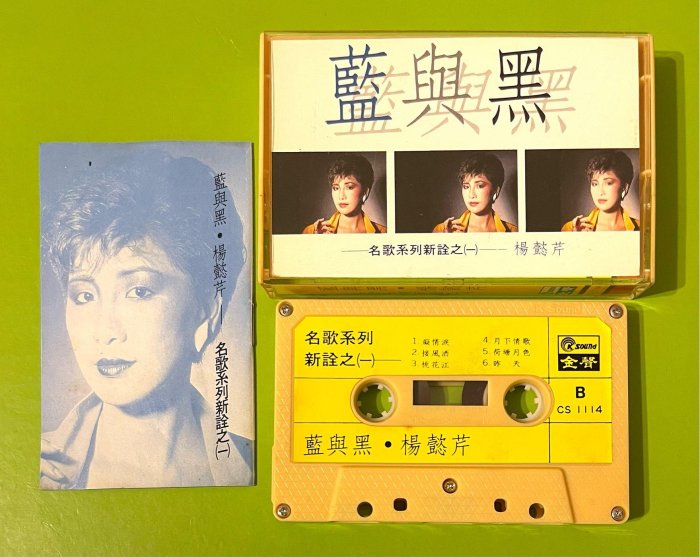 藍與黑
名歌系列新詮之㈠
楊懿芹
藍與黑・楊懿芹
名歌系列新詮之㈠
名歌系列
新詮之㈠
1. 癡情淚
2. 接風酒
3. 桃花江
4. 月下情歌
5. 荷塘月色
6. 昨天
K SOUND
金聲
B
CS 1114
藍與黑・楊懿芹